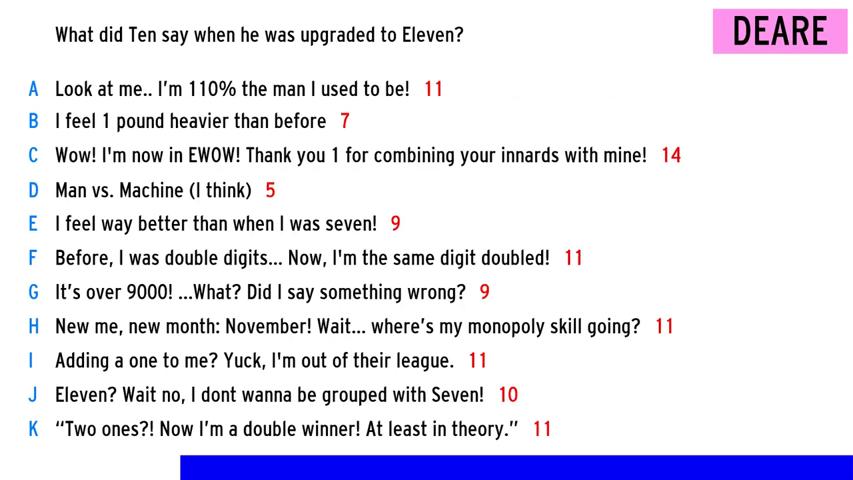 What did Ten say when he was upgraded to Eleven?
DEARE
A Look at me.. I'm 110% the man I used to be! 11
B I feel 1 pound heavier than before 7
C Wow! I'm now in EWOW! Thank you 1 for combining your innards with mine! 14
D Man vs. Machine (I think) 5
E I feel way better than when I was seven! 9
F Before, I was double digits... Now, I'm the same digit doubled! 11
G It's over 9000! ...What? Did I say something wrong? 9
H New me, new month: November! Wait... where's my monopoly skill going? 11
I Adding a one to me? Yuck, I'm out of their league. 11
J Eleven? Wait no, I dont wanna be grouped with Seven! 10
K “Two ones?! Now I'm a double winner! At least in theory.” 11